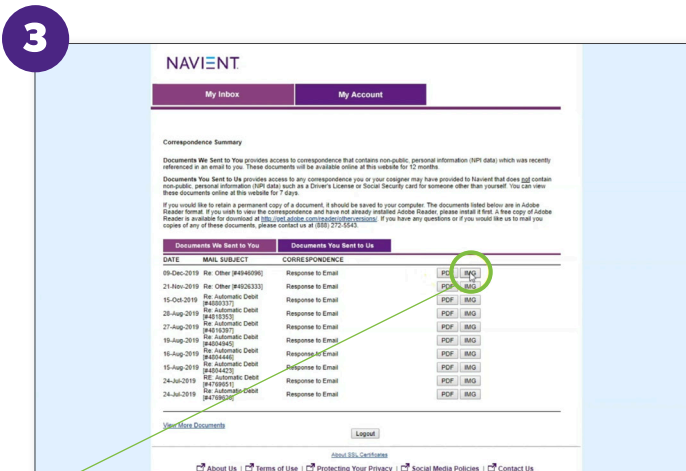 3
NAVIENT
My Inbox My Account
Correspondence Summary
Documents We Sent to You provides access to correspondence that contains non-public, personal information (NPI data) which was recently
referenced in an email to you. These documents will be available online at this website for 12 months.
Documents You Sent to Us provides access to any correspondence you or your cosigner may have provided to Navient that does not contain
non-public, personal information (NPI data) such as a Driver's License or Social Security card for someone other than yourself. You can view
these documents online at this website for 7 days.
If you would like to retain a permanent copy of a document, it should be saved to your computer. The documents listed below are in Adobe
Reader format. If you wish to view the correspondence and have not already installed Adobe Reader, please install it first. A free copy of Adobe
Reader is available for download at http://get.adobe.com/reader/otherversions/. If you have any questions or if you would like us to mail you
copies of any of these documents, please contact us at (888) 272-5543.
Documents We Sent to You Documents You Sent to Us
DATE MAIL SUBJECT CORRESPONDENCE
09-Dec-2019 Re: Other [#4946096] Response to Email PDF IMG
21-Nov-2019 Re: Other [#4926333] Response to Email PDF IMG
15-Oct-2019 Re: Automatic Debit [#4880337] Response to Email PDF IMG
28-Aug-2019 Re: Automatic Debit [#4818353] Response to Email PDF IMG
27-Aug-2019 Re: Automatic Debit [#4816397] Response to Email PDF IMG
19-Aug-2019 Re: Automatic Debit [#4804945] Response to Email PDF IMG
16-Aug-2019 Re: Automatic Debit [#4804446] Response to Email PDF IMG
15-Aug-2019 Re: Automatic Debit [#4804423] Response to Email PDF IMG
24-Jul-2019 RE: Automatic Debit [#4769651] Response to Email PDF IMG
24-Jul-2019 Re: Automatic Debit Response to Email PDF IMG
View More Documents
Logout
About SSL Certificates
About Us | Terms of Use | Protecting Your Privacy | Social Media Policies | Contact Us